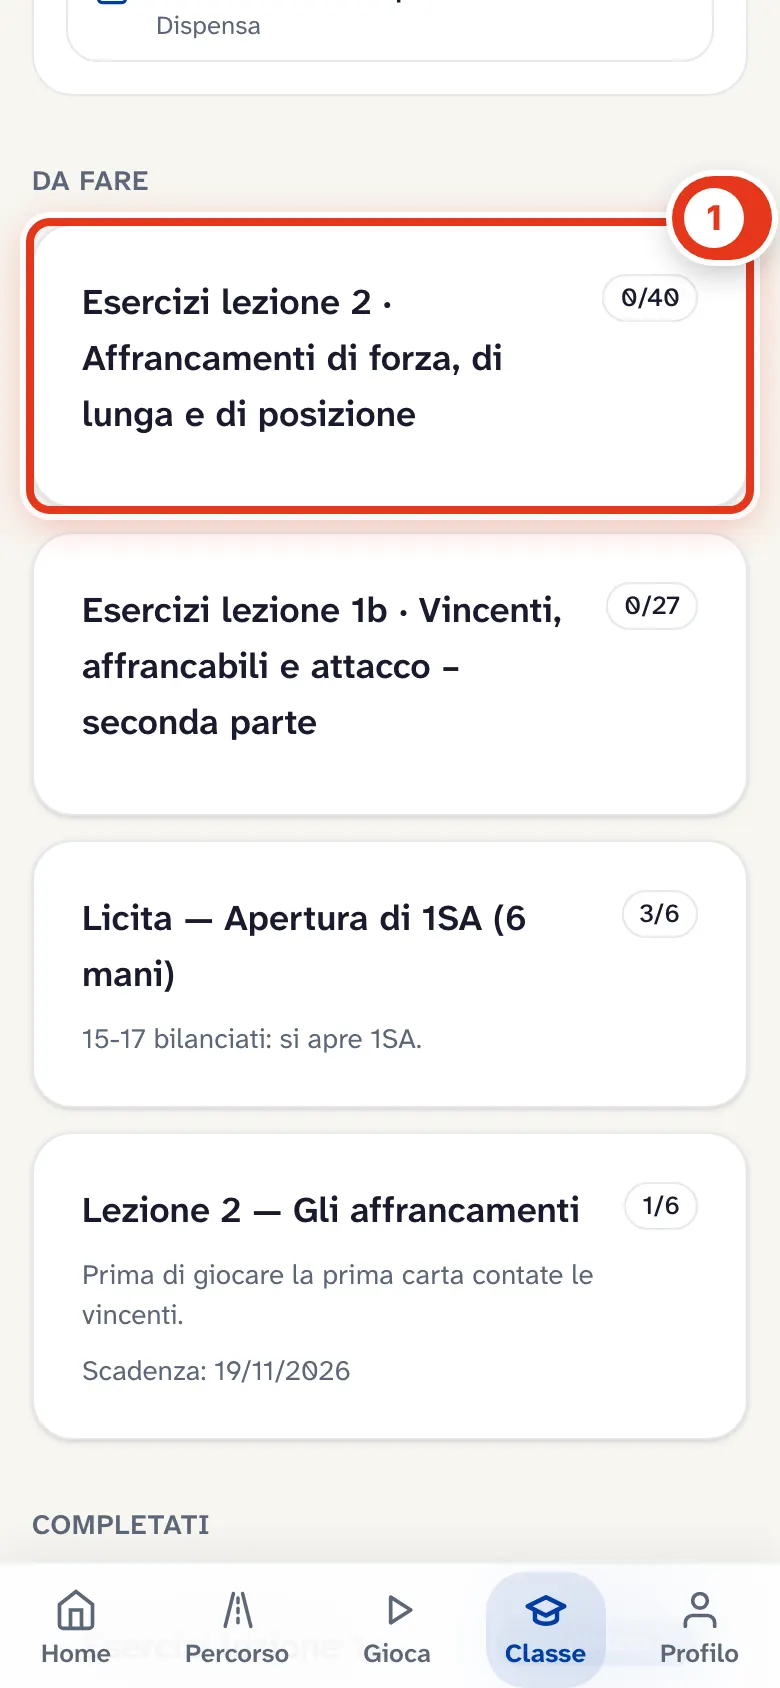 Dispensa
DA FARE
1
Esercizi lezione 2 ·
Affrancamenti di forza, di
lunga e di posizione
0/40
Esercizi lezione 1b · Vincenti,
affrancabili e attacco –
seconda parte
0/27
Licita — Apertura di 1SA (6
mani)
3/6
15-17 bilanciati: si apre 1SA.
Lezione 2 — Gli affrancamenti
1/6
Prima di giocare la prima carta contate le
vincenti.
Scadenza: 19/11/2026
COMPLETATI
Home
Percorso
Gioca
Classe
Profilo